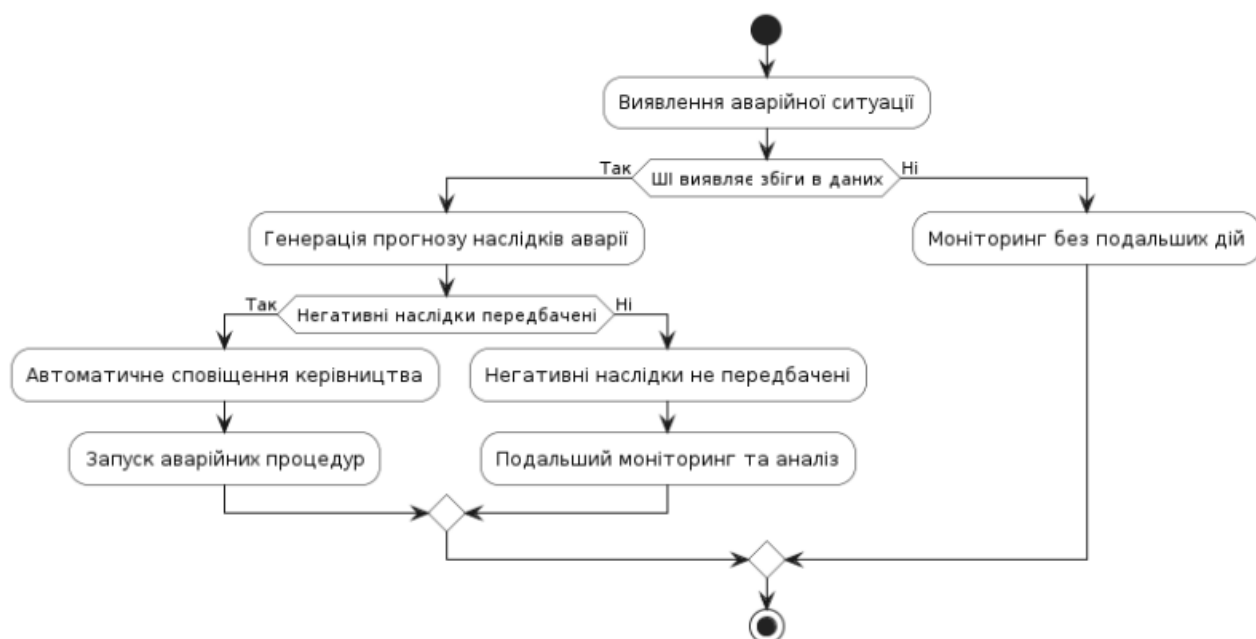 Виявлення аварійної ситуації
Так
ШІ виявляє збіги в даних
Ні
Генерація прогнозу наслідків аварії
Моніторинг без подальших дій
Так
Негативні наслідки передбачені
Ні
Автоматичне сповіщення керівництва
Негативні наслідки не передбачені
Запуск аварійних процедур
Подальший моніторинг та аналіз